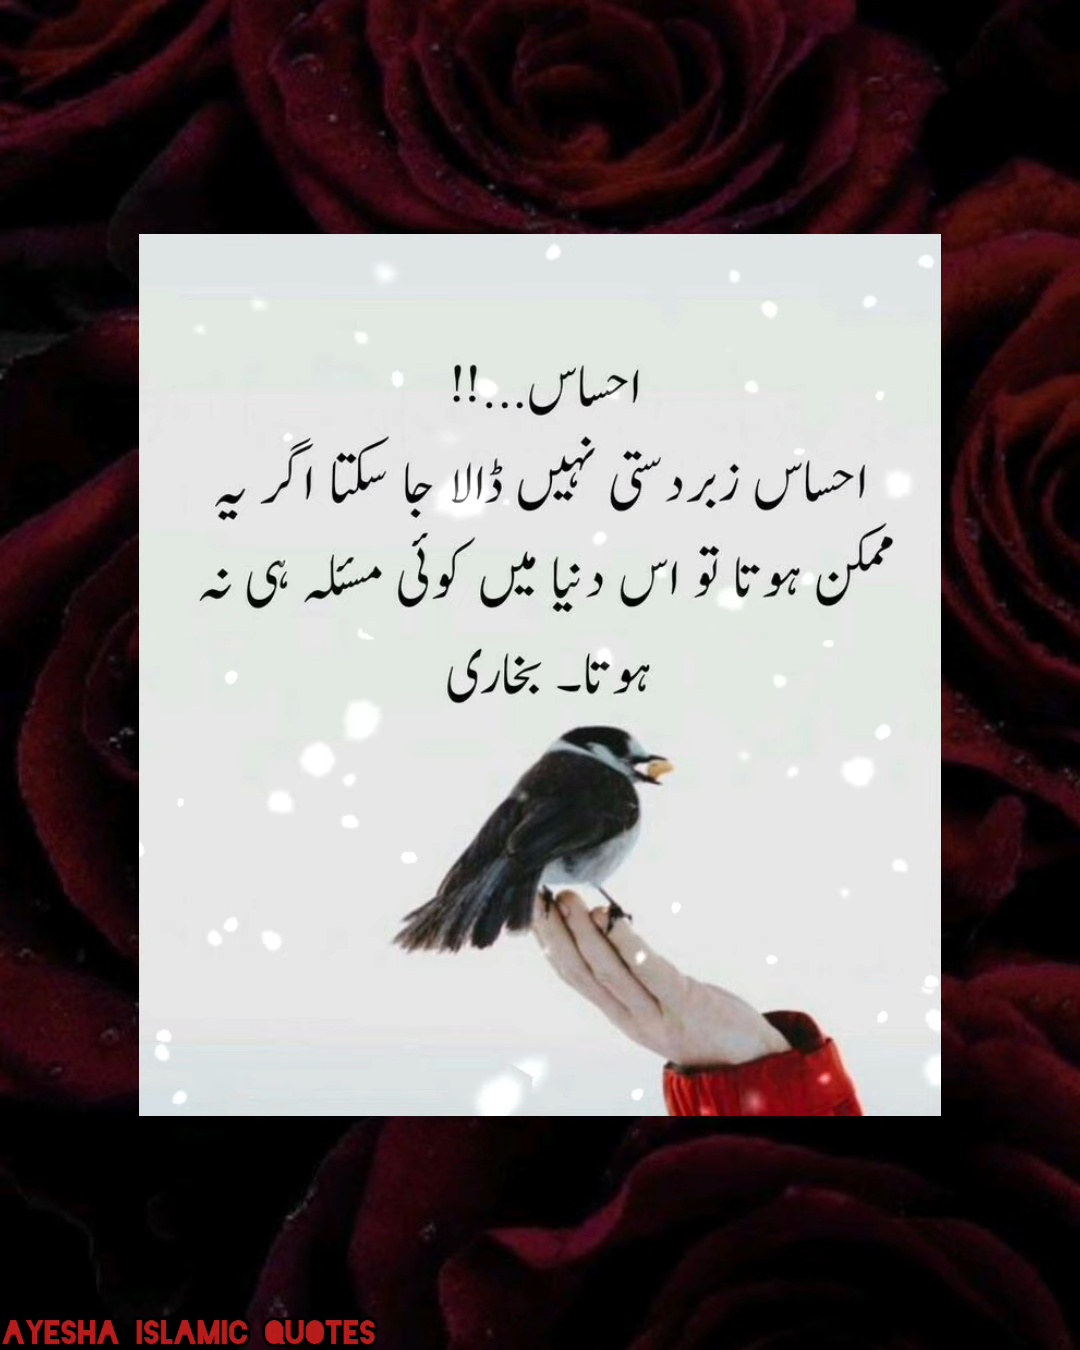 احساس...!!
احساس زبردستی نہیں ڈالا جا سکتا اگر یہ
ممکن ہوتا تو اس دنیا میں کوئی مسئلہ ہی نہ
ہوتا۔ بخاری
AYESHA ISLAMIC QUOTES